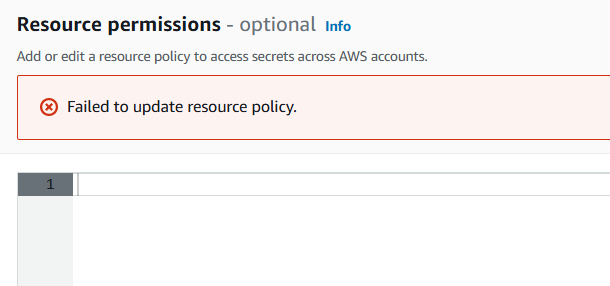 Resource permissions - optional Info
Add or edit a resource policy to access secrets across AWS accounts.
Failed to update resource policy.
1